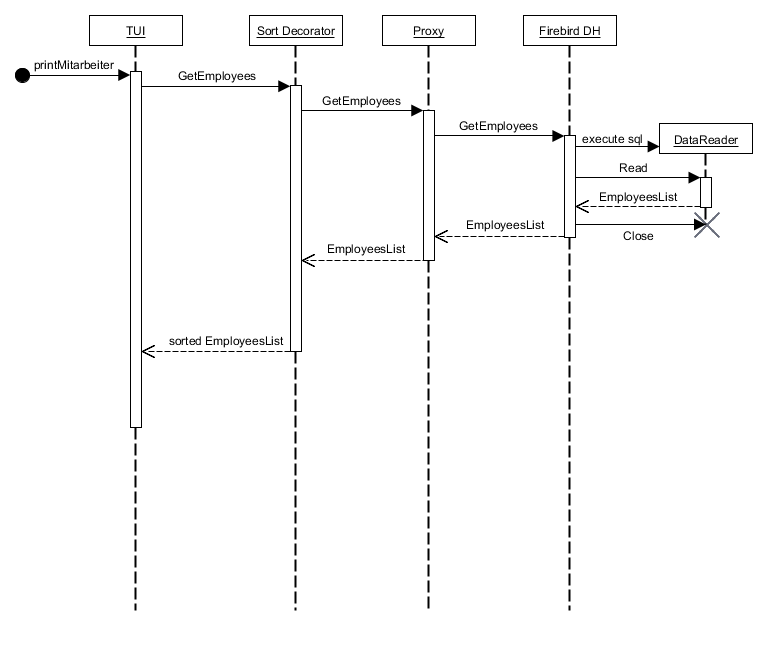 TUI
Sort Decorator
Proxy
Firebird DH
printMitarbeiter
GetEmployees
GetEmployees
GetEmployees
execute sql
DataReader
Read
EmployeesList
EmployeesList
Close
EmployeesList
sorted EmployeesList